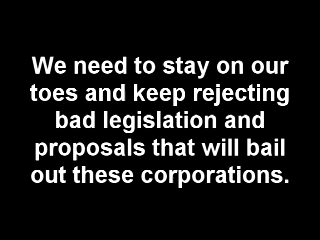 We need to stay on our
toes and keep rejecting
bad legislation and
proposals that will bail
out these corporations.